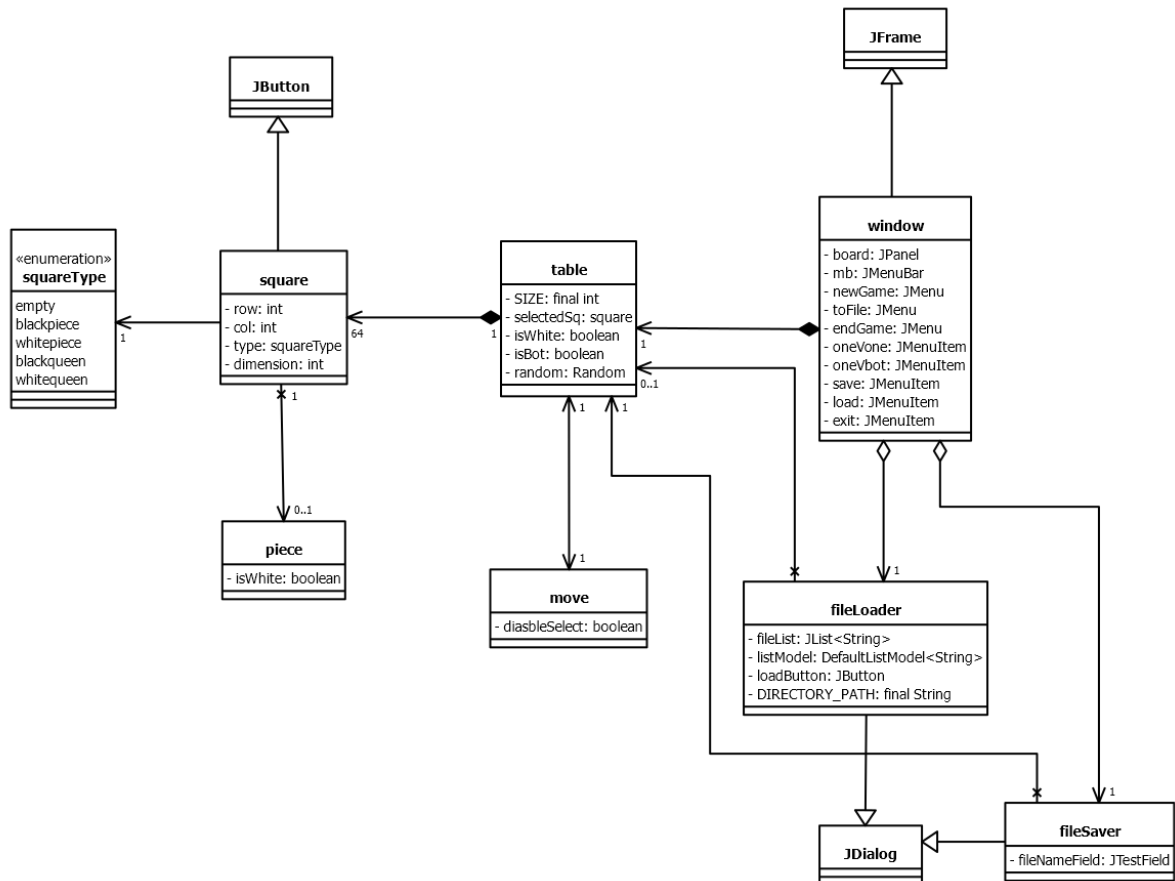 JFrame
JButton
window
- board: JPanel
- mb: JMenuBar
- newGame: JMenu
- toFile: JMenu
- endGame: JMenu
- oneVone: JMenuItem
- oneVbot: JMenuItem
- save: JMenuItem
- load: JMenuItem
- exit: JMenuItem
«enumeration»
squareType
empty
blackpiece
whitepiece
blackqueen
whitequeen
1
square
- row: int
- col: int
- type: squareType
- dimension: int
64
1
table
- SIZE: final int
- selectedSq: square
- isWhite: boolean
- isBot: boolean
- random: Random
1
1
0..1
1
1
0..1
piece
- isWhite: boolean
1
move
- diasbleSelect: boolean
1
fileLoader
- fileList: JList<String>
- listModel: DefaultListModel<String>
- loadButton: JButton
- DIRECTORY_PATH: final String
1
JDialog
fileSaver
- fileNameField: JTestField